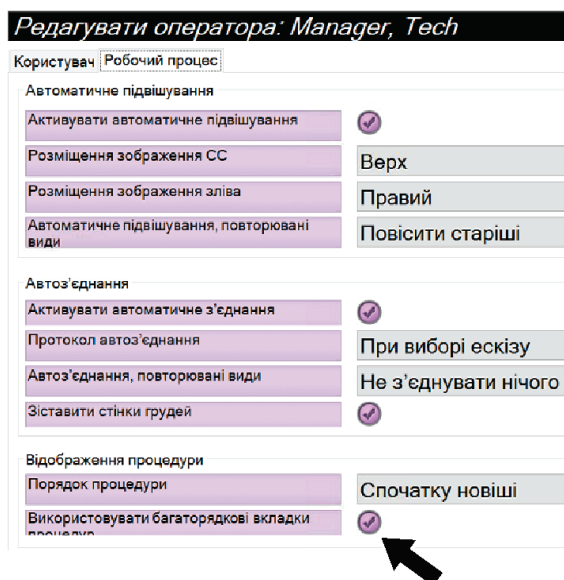 Редагувати оператора: Manager, Tech
Користувач Робочий процес
Автоматичне підвішування
Активувати автоматичне підвішування
Розміщення зображення СС Верх
Розміщення зображення зліва Правий
Автоматичне підвішування, повторювані
види Повісити старіші
Автоз'єднання
Активувати автоматичне з'єднання
Протокол автоз'єднання При виборі ескізу
Автоз'єднання, повторювані види Не з'єднувати нічого
Зіставити стінки грудей
Відображення процедури
Порядок процедури Спочатку новіші
Використовувати багаторядкові вкладки